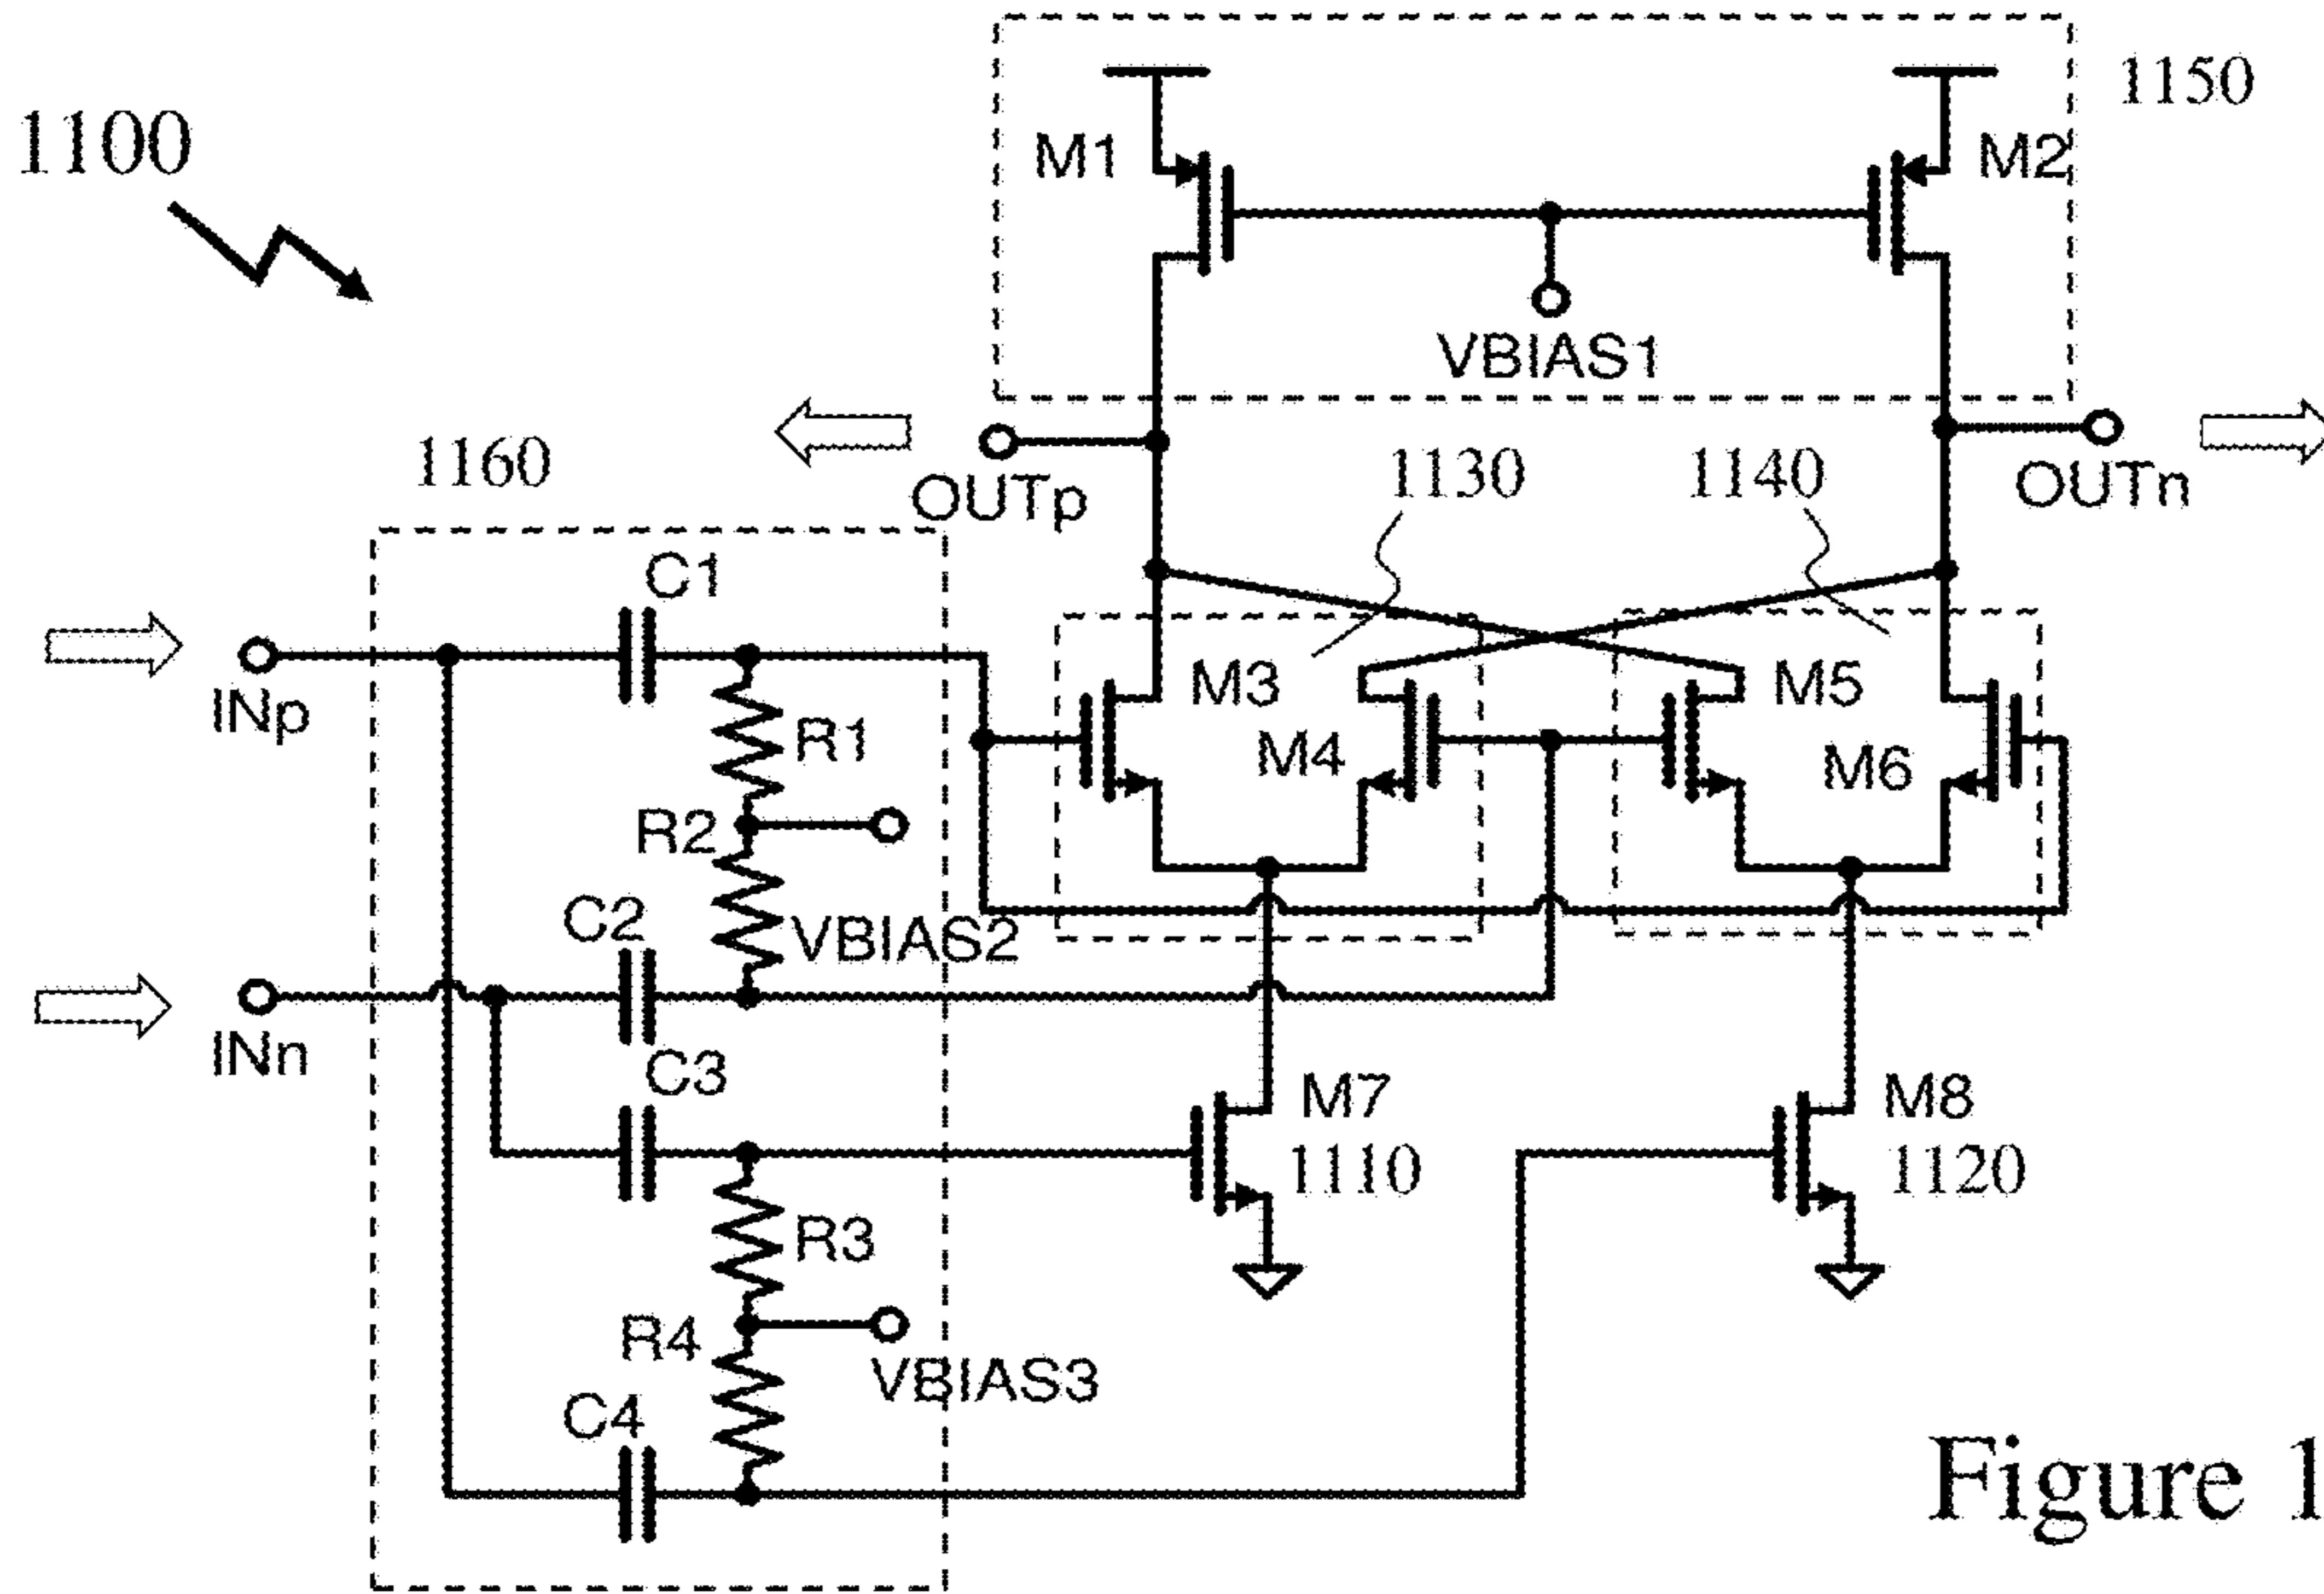 1100
1150
M1
M2
VBIAS1
1160
OUTp
1130
1140
OUTn
C1
INp
R1
M3
M4
M5
M6
R2
C2
VBIAS2
INn
C3
M7
1110
M8
1120
R3
R4
VBIAS3
C4
Figure 1